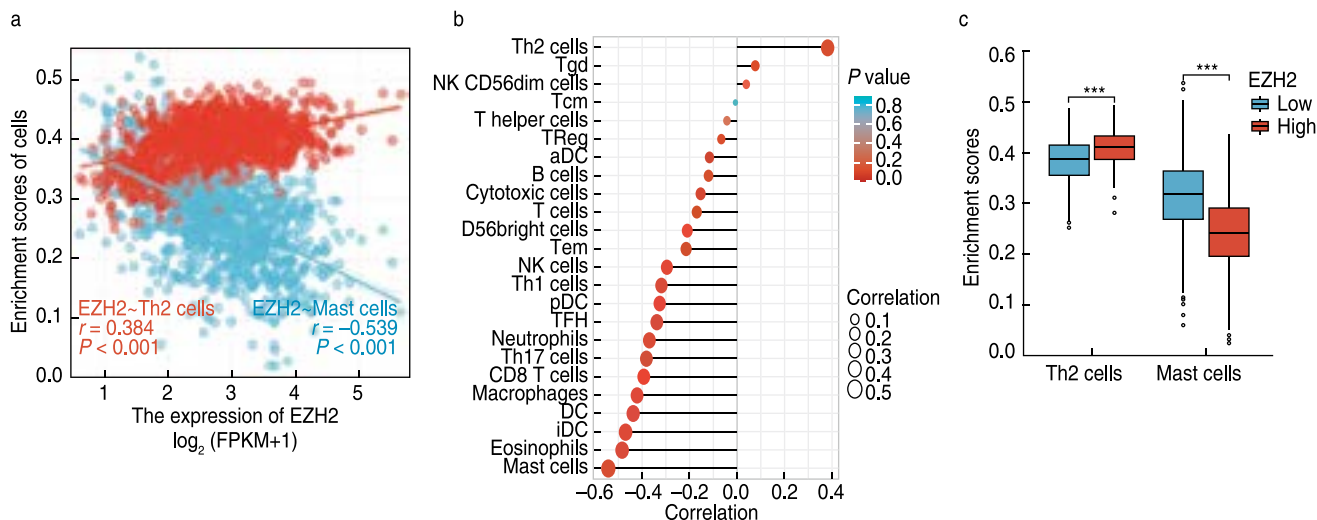 a
Enrichment scores of cells
0.5
0.4
0.3
0.2
0.1
0.0
EZH2~Th2 cells
r = 0.384
P < 0.001
EZH2~Mast cells
r = –0.539
P < 0.001
1 2 3 4 5
The expression of EZH2
log2 (FPKM+1)
b
Th2 cells
Tgd
NK CD56dim cells
Tcm
T helper cells
TReg
aDC
B cells
Cytotoxic cells
T cells
D56bright cells
Tem
NK cells
Th1 cells
pDC
TFH
Neutrophils
Th17 cells
CD8 T cells
Macrophages
DC
iDC
Eosinophils
Mast cells
–0.6 –0.4 –0.2 0.0 0.2 0.4
Correlation
P value
0.8
0.6
0.4
0.2
0.0
Correlation
0.1
0.2
0.3
0.4
0.5
c
Enrichment scores
0.6
0.5
0.4
0.3
0.2
0.1
0.0
***
***
Th2 cells Mast cells
EZH2
Low
High